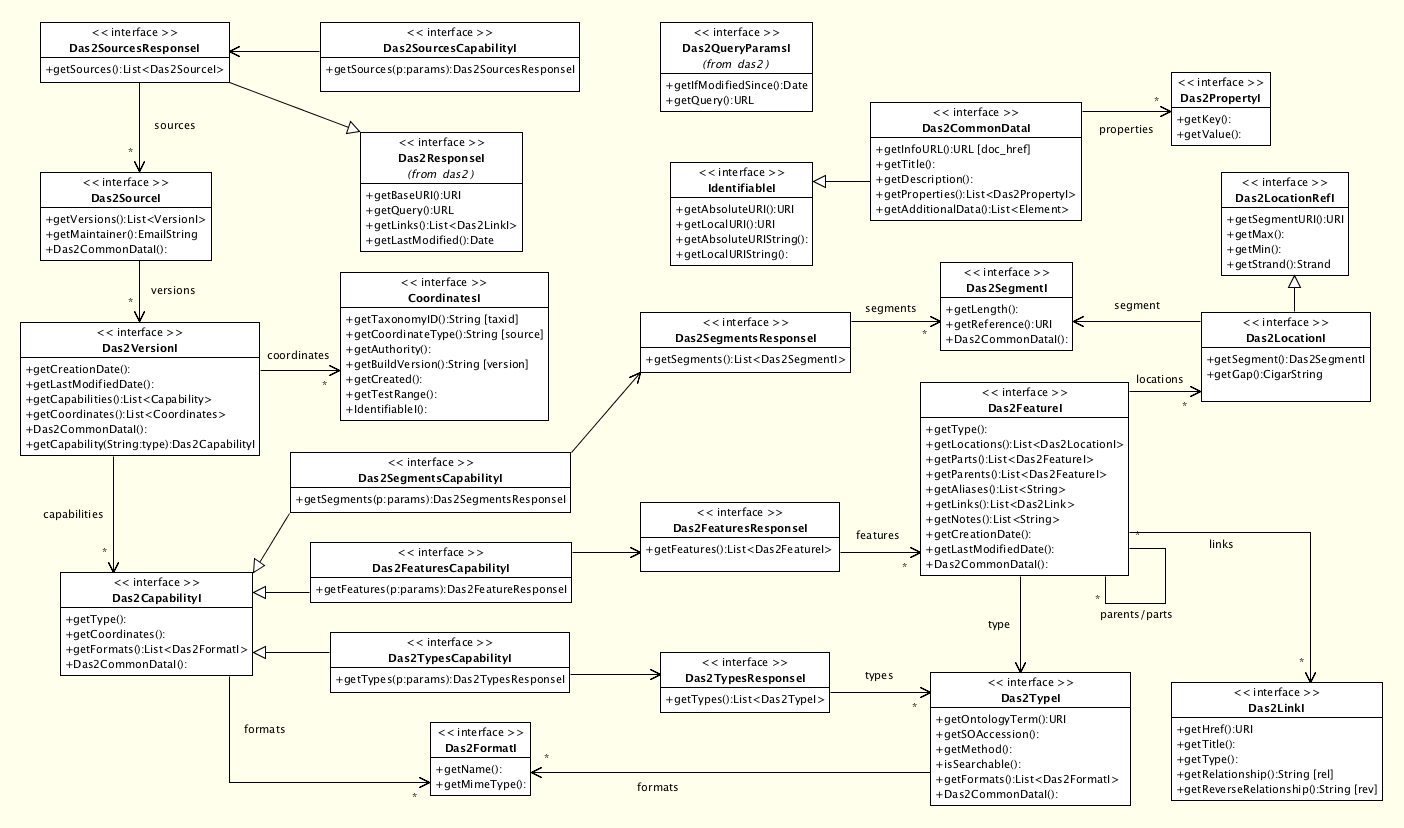 << interface >>
Das2SourcesResponseI
+getSources():List<Das2SourceI>
<< interface >>
Das2SourcesCapabilityI
+getSources(p:params):Das2SourcesResponseI
<< interface >>
Das2QueryParamsI
(from das2)
+getIfModifiedSince():Date
+getQuery():URL
<< interface >>
Das2PropertyI
+getKey():
+getValue():
<< interface >>
Das2CommonDataI
+getInfoURL():URL [doc_href]
+getTitle():
+getDescription():
+getProperties():List<Das2PropertyI>
+getAdditionalData():List<Element>
*
properties
sources
*
<< interface >>
Das2ResponseI
(from das2)
+getBaseURI():URI
+getQuery():URL
+getLinks():List<Das2LinkI>
+getLastModified():Date
<< interface >>
IdentifiableI
+getAbsoluteURI():URI
+getLocalURI():URI
+getAbsoluteURIString():
+getLocalURIString():
<< interface >>
Das2SourceI
+getVersions():List<VersionI>
+getMaintainer():EmailString
+Das2CommonDataI():
<< interface >>
Das2LocationRefI
+getSegmentURI():URI
+getMax():
+getMin():
+getStrand():Strand
versions
*
<< interface >>
CoordinatesI
+getTaxonomyID():String [taxid]
+getCoordinateType():String [source]
+getAuthority():
+getBuildVersion():String [version]
+getCreated():
+getTestRange():
+IdentifiableI():
<< interface >>
Das2SegmentI
+getLength():
+getReference():URI
+Das2CommonDataI():
segments
*
segment
<< interface >>
Das2VersionI
+getCreationDate():
+getLastModifiedDate():
+getCapabilities():List<Capability>
+getCoordinates():List<Coordinates>
+Das2CommonDataI():
+getCapability(String:type):Das2CapabilityI
coordinates
*
<< interface >>
Das2SegmentsResponseI
+getSegments():List<Das2SegmentI>
<< interface >>
Das2LocationI
+getSegment():Das2SegmentI
+getGap():CigarString
locations
*
<< interface >>
Das2FeatureI
+getType():
+getLocations():List<Das2LocationI>
+getParts():List<Das2FeatureI>
+getParents():List<Das2FeatureI>
+getAliases():List<String>
+getLinks():List<Das2Link>
+getNotes():List<String>
+getCreationDate():
+getLastModifiedDate():
+Das2CommonDataI():
<< interface >>
Das2SegmentsCapabilityI
+getSegments(p:params):Das2SegmentsResponseI
capabilities
*
<< interface >>
Das2FeaturesResponseI
+getFeatures():List<Das2FeatureI>
features
*
*
links
*
parents/parts
*
<< interface >>
Das2FeaturesCapabilityI
+getFeatures(p:params):Das2FeatureResponseI
<< interface >>
Das2CapabilityI
+getType():
+getCoordinates():
+getFormats():List<Das2FormatI>
+Das2CommonDataI():
type
<< interface >>
Das2TypesCapabilityI
+getTypes(p:params):Das2TypesResponseI
<< interface >>
Das2TypesResponseI
+getTypes():List<Das2TypeI>
types
*
<< interface >>
Das2TypeI
+getOntologyTerm():URI
+getSOAccession():
+getMethod():
+isSearchable():
+getFormats():List<Das2FormatI>
+Das2CommonDataI():
<< interface >>
Das2LinkI
+getHref():URI
+getTitle():
+getType():
+getRelationship():String [rel]
+getReverseRelationship():String [rev]
formats
*
<< interface >>
Das2FormatI
+getName():
+getMimeType():
*
formats